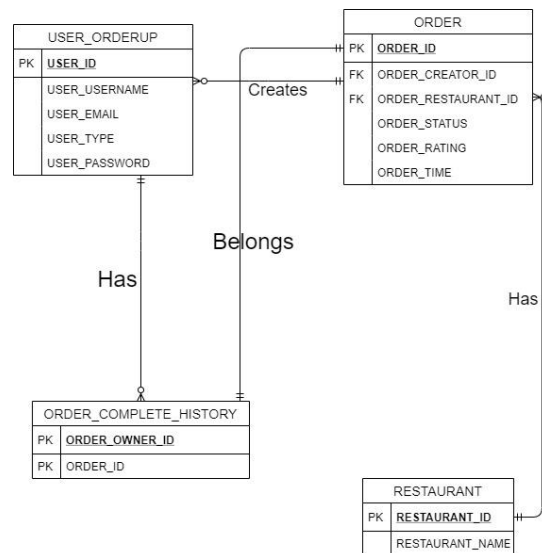 USER_ORDERUP
PK USER_ID
USER_USERNAME
USER_EMAIL
USER_TYPE
USER_PASSWORD
ORDER
PK ORDER_ID
FK ORDER_CREATOR_ID
FK ORDER_RESTAURANT_ID
ORDER_STATUS
ORDER_RATING
ORDER_TIME
Creates
Belongs
Has
Has
ORDER_COMPLETE_HISTORY
PK ORDER_OWNER_ID
PK ORDER_ID
RESTAURANT
PK RESTAURANT_ID
RESTAURANT_NAME